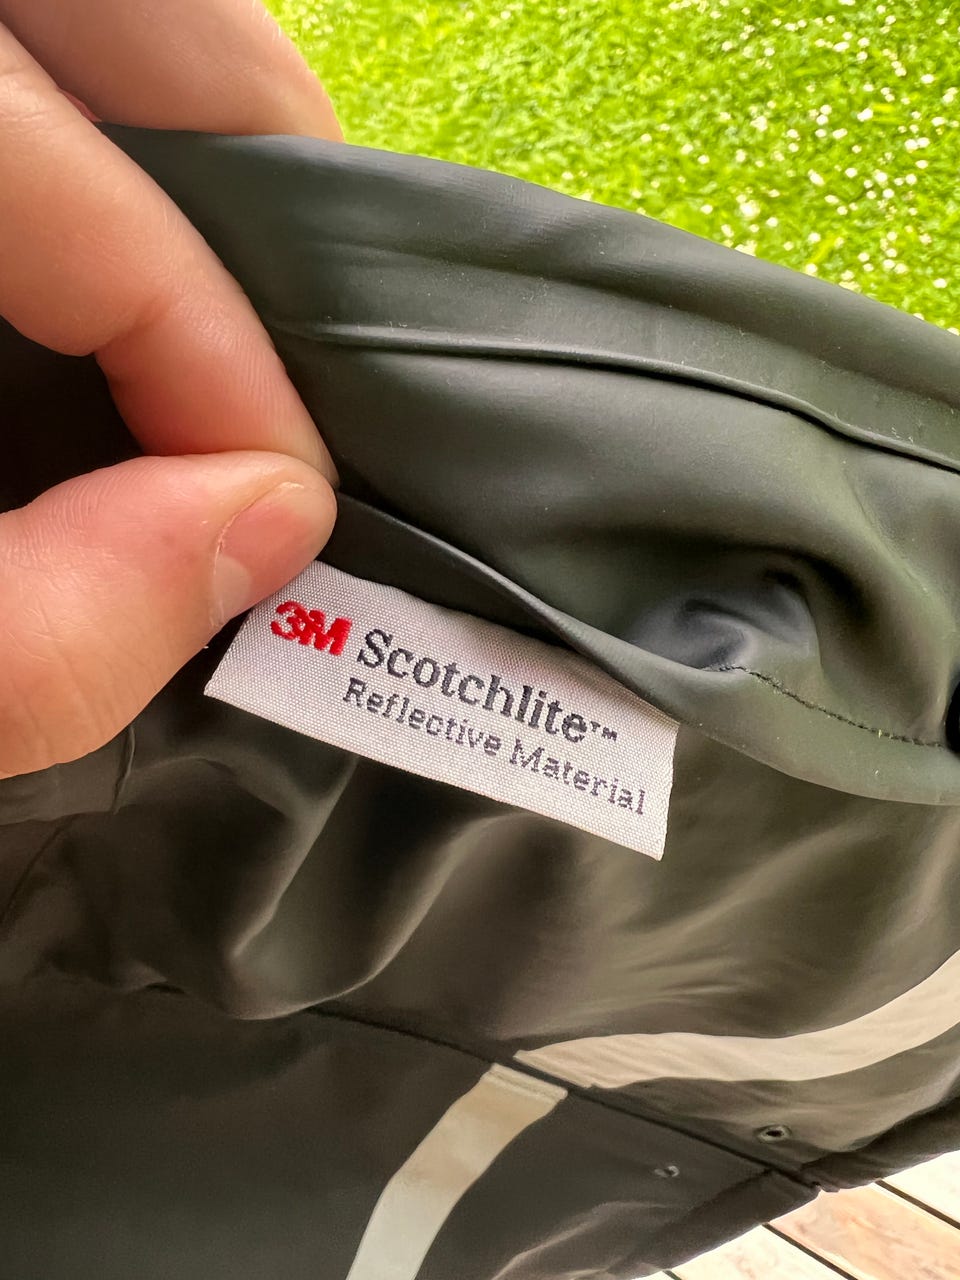 3M Scotchlite™
Reflective Material